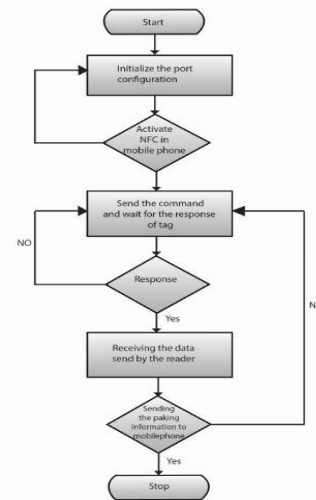 Start
Initialize the port
configuration
Activate
NFC in
mobile phone
Send the command
and wait for the response
of tag
NO
Response
N
Yes
Receiving the data
send by the reader
Sending
the paking
information to
mobilephone
Yes
Stop